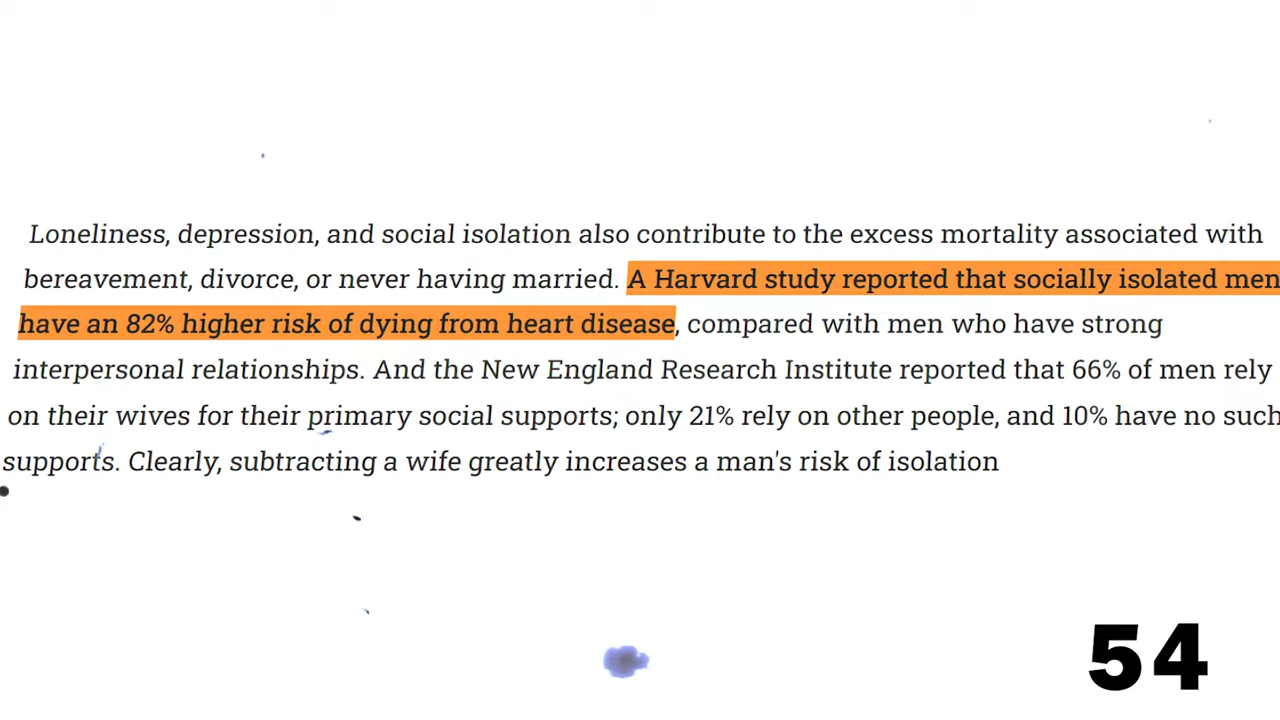 Loneliness, depression, and social isolation also contribute to the excess mortality associated with
bereavement, divorce, or never having married. A Harvard study reported that socially isolated men
have an 82% higher risk of dying from heart disease, compared with men who have strong
interpersonal relationships. And the New England Research Institute reported that 66% of men rely
on their wives for their primary social supports; only 21% rely on other people, and 10% have no such
supports. Clearly, subtracting a wife greatly increases a man's risk of isolation
54